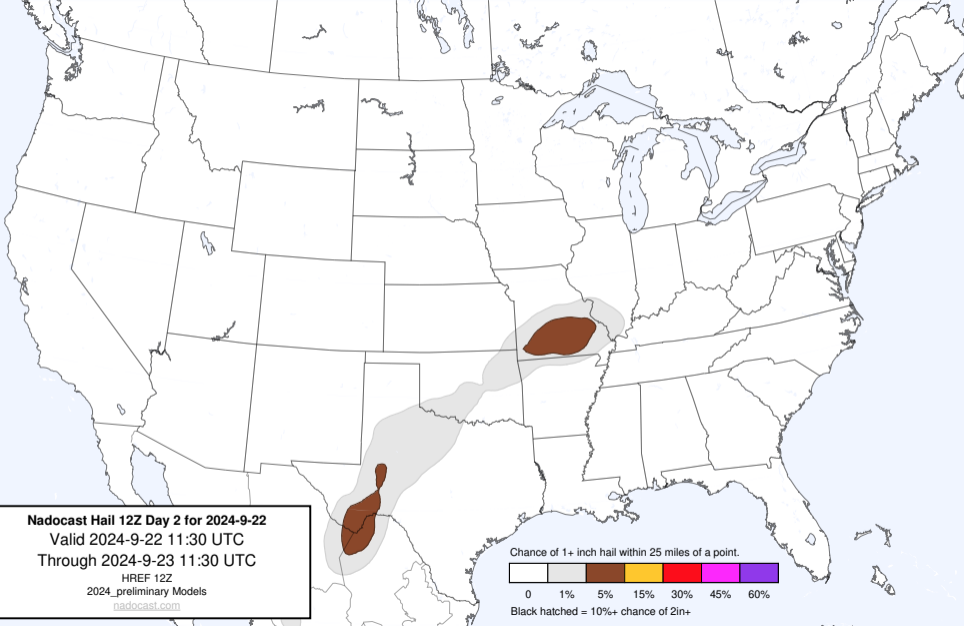 Nadocast Hail 12Z Day 2 for 2024-9-22
Valid 2024-9-22 11:30 UTC
Through 2024-9-23 11:30 UTC
HREF 12Z
2024_preliminary Models
nadocast.com
Chance of 1+ inch hail within 25 miles of a point.
0 1% 5% 15% 30% 45% 60%
Black hatched = 10%+ chance of 2in+